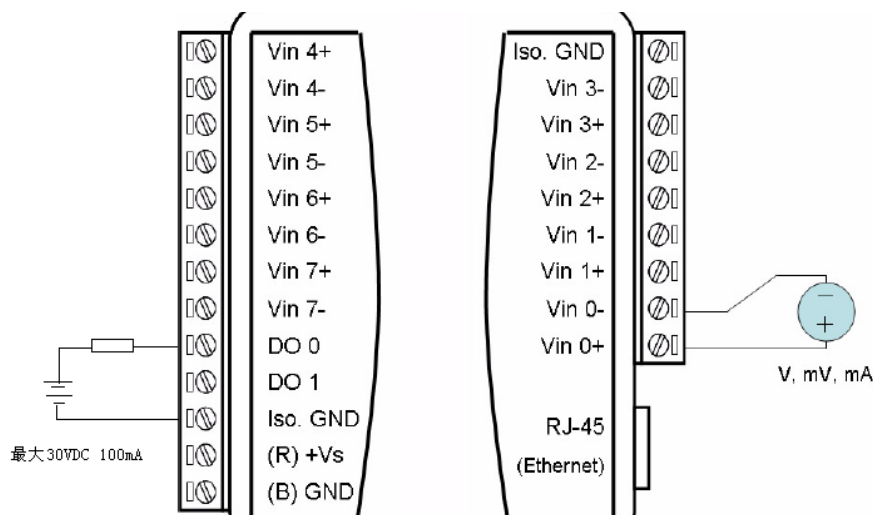 Vin 4+
Vin 4-
Vin 5+
Vin 5-
Vin 6+
Vin 6-
Vin 7+
Vin 7-
DO 0
DO 1
Iso. GND
(R) +Vs
(B) GND
最大30VDC 100mA
Iso. GND
Vin 3-
Vin 3+
Vin 2-
Vin 2+
Vin 1-
Vin 1+
Vin 0-
Vin 0+
RJ-45
(Ethernet)
−
+
V, mV, mA